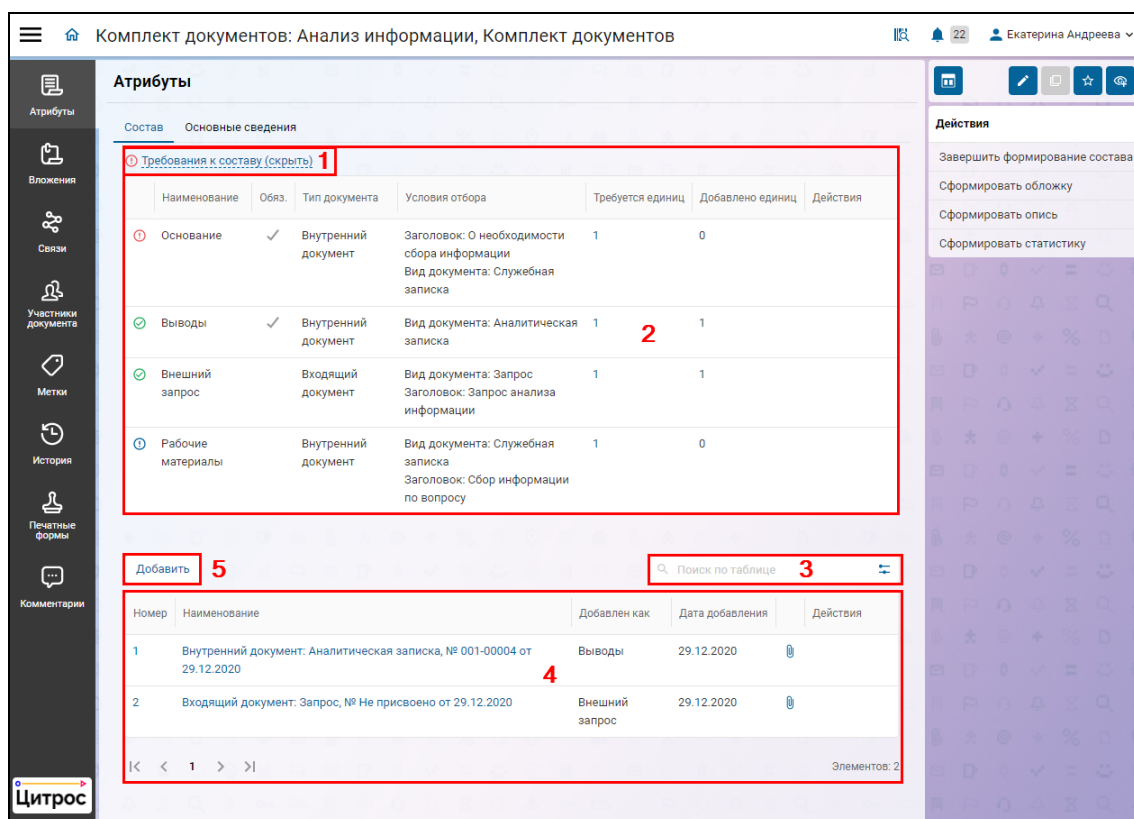 Комплект документов: Анализ информации, Комплект документов
22
Екатерина Андреева
Атрибуты
Вложения
Связи
Участники
документа
Метки
История
Печатные
формы
Комментарии
Цитрос
Атрибуты
Состав Основные сведения
Требования к составу (скрыть) 1
Наименование Обяз. Тип документа Условия отбора Требуется единиц Добавлено единиц Действия
Основание Внутренний Заголовок: О необходимости 1 0
документ сбора информации
Вид документа: Служебная
записка
Выводы Внутренний Вид документа: Аналитическая 1 1
документ записка
2
Внешний Входящий Вид документа: Запрос 1 1
запрос документ Заголовок: Запрос анализа
информации
Рабочие Внутренний Вид документа: Служебная 1 0
материалы документ записка
Заголовок: Сбор информации
по вопросу
Добавить 5 Поиск по таблице 3
Номер Наименование Добавлен как Дата добавления Действия
1 Внутренний документ: Аналитическая записка, № 001-00004 от Выводы 29.12.2020
29.12.2020
4
2 Входящий документ: Запрос, № Не присвоено от 29.12.2020 Внешний 29.12.2020
запрос
1 Элементов: 2
Действия
Завершить формирование состава
Сформировать обложку
Сформировать опись
Сформировать статистику